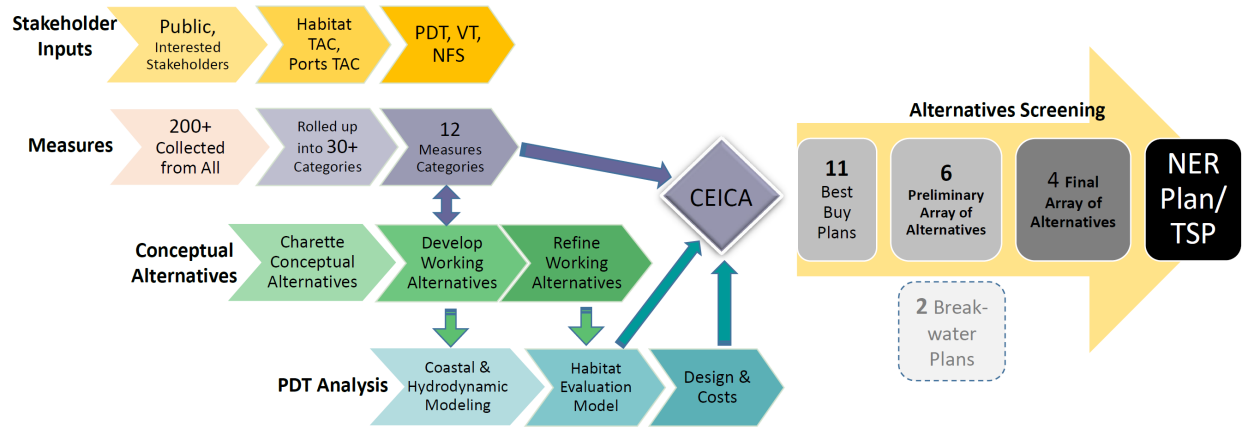 Stakeholder
Inputs
Public,
Interested
Stakeholders
Habitat
TAC,
Ports TAC
PDT, VT,
NFS
Measures
200+
Collected
from All
Rolled up
into 30+
Categories
12
Measures
Categories
CEICA
Conceptual
Alternatives
Charette
Conceptual
Alternatives
Develop
Working
Alternatives
Refine
Working
Alternatives
PDT Analysis
Coastal &
Hydrodynamic
Modeling
Habitat
Evaluation
Model
Design &
Costs
Alternatives Screening
11
Best
Buy
Plans
6
Preliminary
Array of
Alternatives
4 Final
Array of
Alternatives
NER
Plan/
TSP
2 Break-
water
Plans